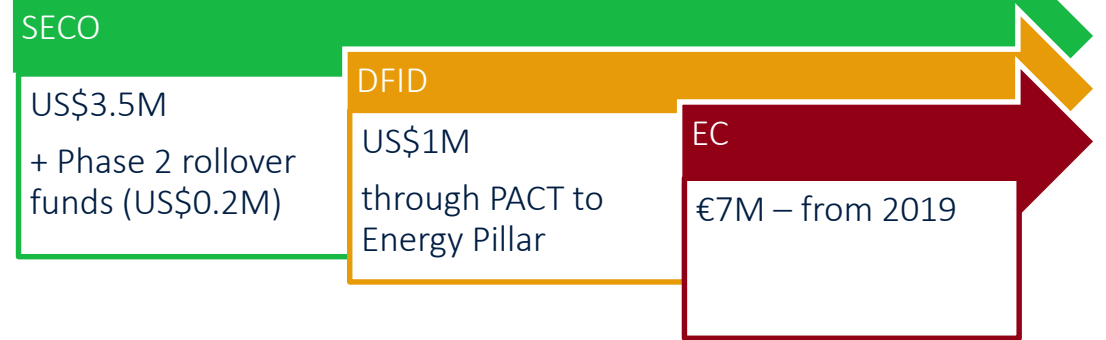 SECO
US$3.5M
+ Phase 2 rollover
funds (US$0.2M)
DFID
US$1M
through PACT to
Energy Pillar
EC
€7M – from 2019